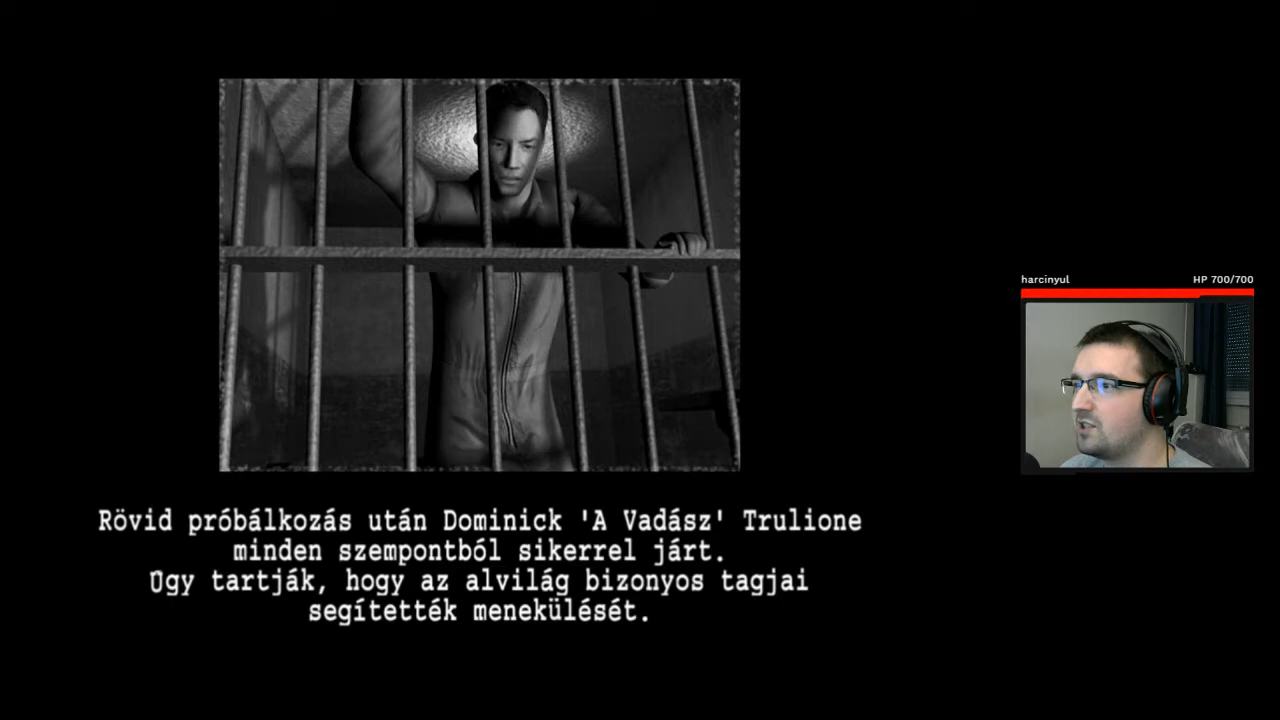 harcinyul HP 700/700
Rövid próbálkozás után Dominick 'A Vadász' Trulione
minden szempontból sikerrel járt.
Úgy tartják, hogy az alvilág bizonyos tagjai
segítették menekülését.